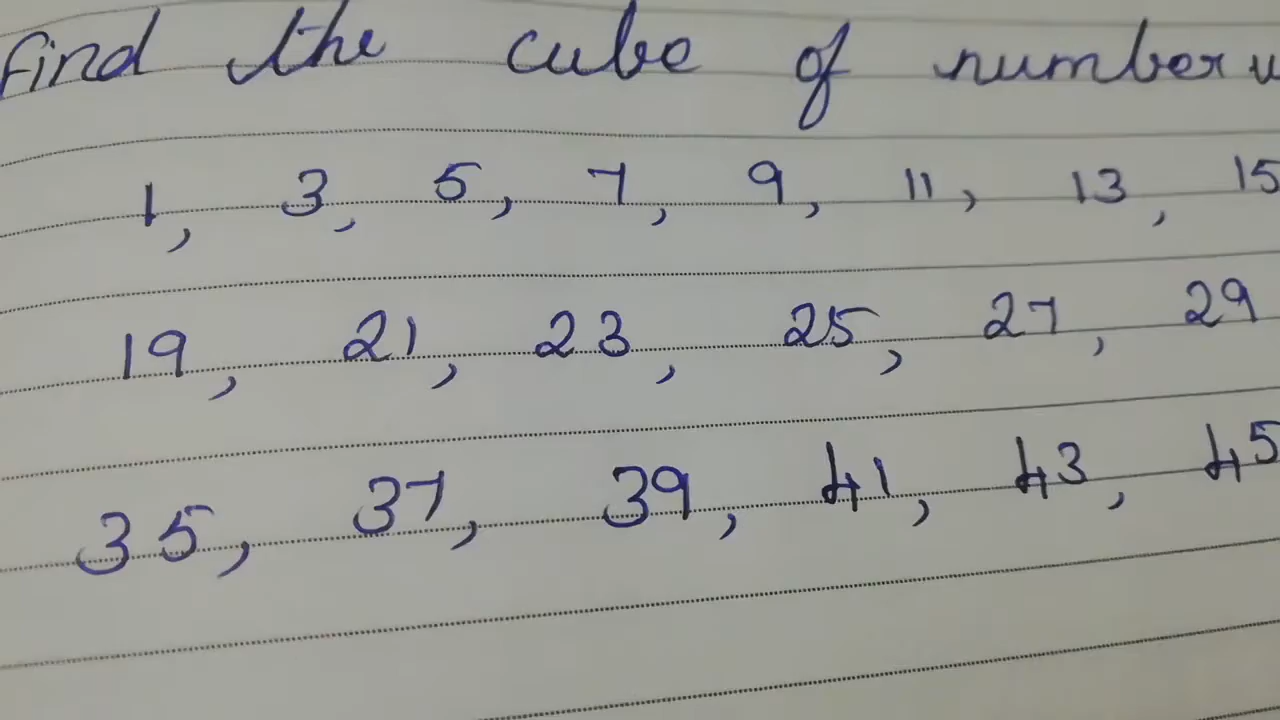 Find the cube of number
1, 3, 5, 7, 9, 11, 13, 15
19, 21, 23, 25, 27, 29
35, 37, 39, 41, 43, 45